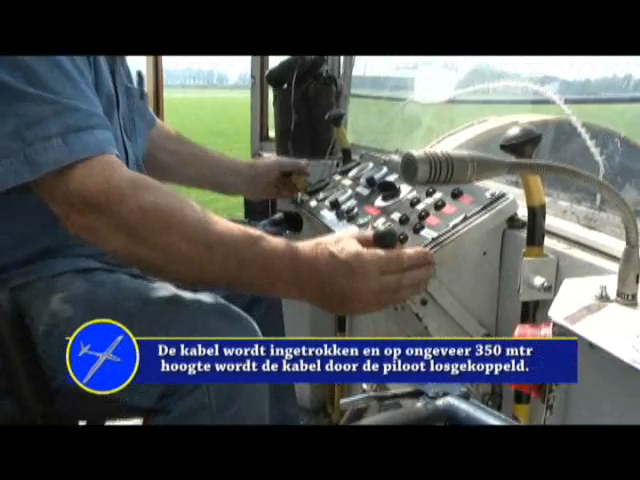 De kabel wordt ingetrokken en op ongeveer 350 mtr
hoogte wordt de kabel door de piloot losgekoppeld.